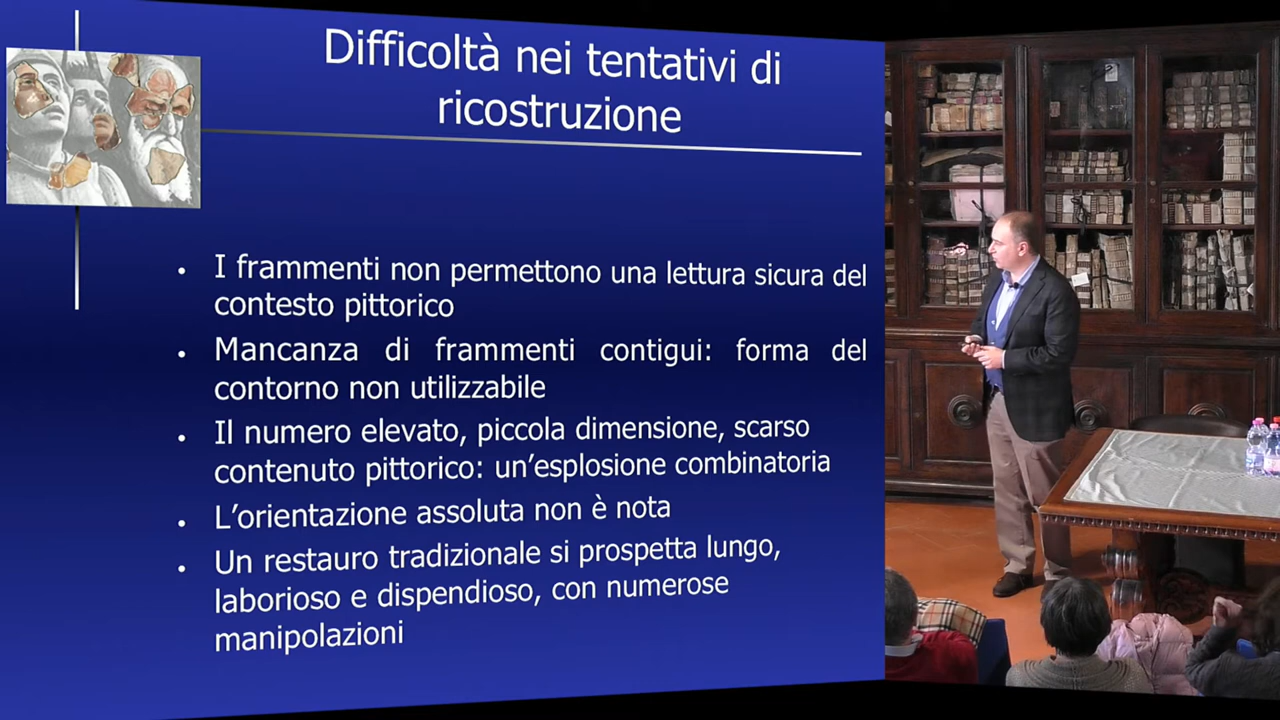 Difficoltà nei tentativi di
ricostruzione
• I frammenti non permettono una lettura sicura del
contesto pittorico
• Mancanza di frammenti contigui: forma del
contorno non utilizzabile
• Il numero elevato, piccola dimensione, scarso
contenuto pittorico: un’esplosione combinatoria
• L’orientazione assoluta non è nota
• Un restauro tradizionale si prospetta lungo,
laborioso e dispendioso, con numerose
manipolazioni